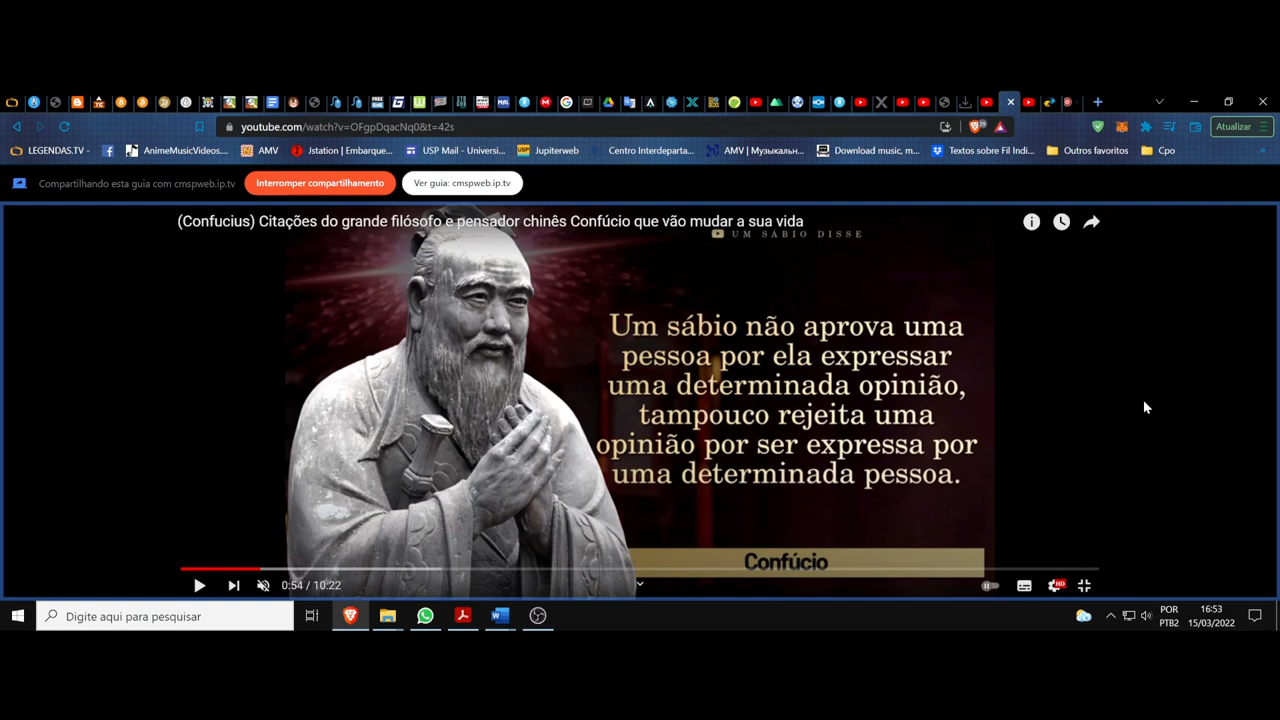 youtube.com/watch?v=OFgpDqacNq0&t=42s
Atualizar
LEGENDAS.TV -
AnimeMusicVideos...
AMV
Jstation | Embarque...
USP Mail - Universi...
Jupiterweb
Centro Interdeparta...
AMV | Музыкальн...
Download music, m...
Textos sobre Fil Indi...
Outros favoritos
Cpo
Compartilhando esta guia com cmspweb.ip.tv
Interromper compartilhamento
Ver guia: cmspweb.ip.tv
(Confucius) Citações do grande filósofo e pensador chinês Confúcio que vão mudar a sua vida
UM SÁBIO DISSE
Um sábio não aprova uma
pessoa por ela expressar
uma determinada opinião,
tampouco rejeita uma
opinião por ser expressa por
uma determinada pessoa.
Confúcio
0:54 / 10:22
HD
Digite aqui para pesquisar
POR
PTB2
16:53
15/03/2022